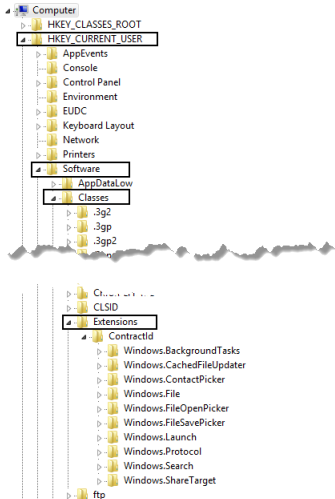 Computer
HKEY_CLASSES_ROOT
HKEY_CURRENT_USER
AppEvents
Console
Control Panel
Environment
EUDC
Keyboard Layout
Network
Printers
Software
AppDataLow
Classes
.3g2
.3gp
.3gp2
CLSID
Extensions
ContractId
Windows.BackgroundTasks
Windows.CachedFileUpdater
Windows.ContactPicker
Windows.File
Windows.FileOpenPicker
Windows.FileSavePicker
Windows.Launch
Windows.Protocol
Windows.Search
Windows.ShareTarget
ftp